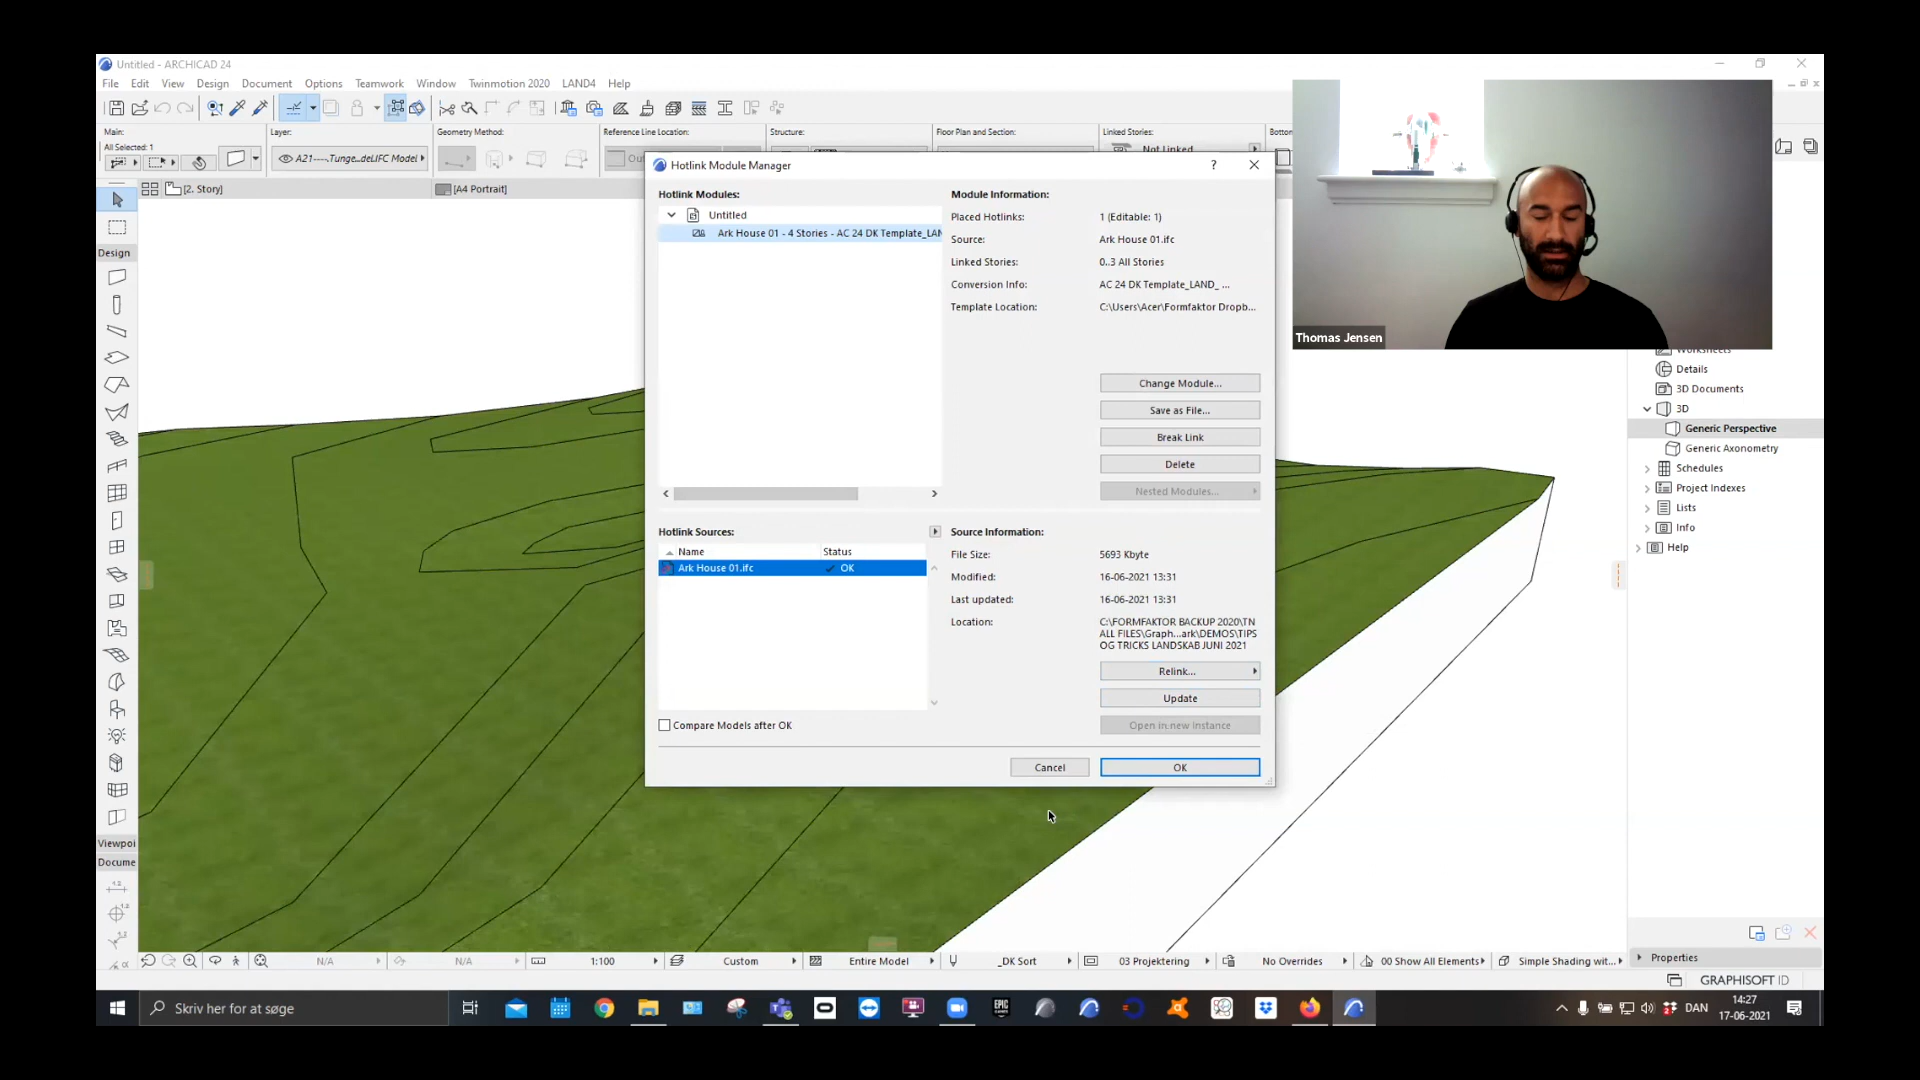 Untitled - ARCHICAD 24
File Edit View Design Document Options Teamwork Window Twinmotion 2020 LAND4 Help
Main: Layer: Geometry Method: Reference Line Location: Structure: Floor Plan and Section: Linked Stories:
All Selected: 1
A21----.Tunge...deLIFC Model
Not Linked
[2. Story] [A4 Portrait]
Hotlink Module Manager ?
Hotlink Modules:
Untitled
Ark House 01 - 4 Stories - AC 24 DK Template_LAN
Module Information:
Placed Hotlinks: 1 (Editable: 1)
Source: Ark House 01.ifc
Linked Stories: 0..3 All Stories
Conversion Info: AC 24 DK Template_LAND_ ...
Template Location: C:\Users\Acer\Formfaktor Dropb...
Change Module...
Save as File...
Break Link
Delete
Nested Modules...
Hotlink Sources:
Name Status
Ark House 01.ifc OK
Source Information:
File Size: 5693 Kbyte
Modified: 16-06-2021 13:31
Last updated: 16-06-2021 13:31
Location: C:\FORMFAKTOR BACKUP 2020\TN
ALL FILES\Graph...ark\DEMOS\TIPS
OG TRICKS LANDSKAB JUNI 2021
Relink...
Update
Open in new Instance
Compare Models after OK
Cancel OK
Thomas Jensen
Design
Viewpoi
Docume
Worksheets
Details
3D Documents
3D
Generic Perspective
Generic Axonometry
Schedules
Project Indexes
Lists
Info
Help
N/A N/A 1:100 Custom Entire Model _DK Sort 03 Projektering No Overrides 00 Show All Elements Simple Shading wit...
Properties
GRAPHISOFT ID
Skriv her for at søge
EPIC
DAN
14:27
17-06-2021